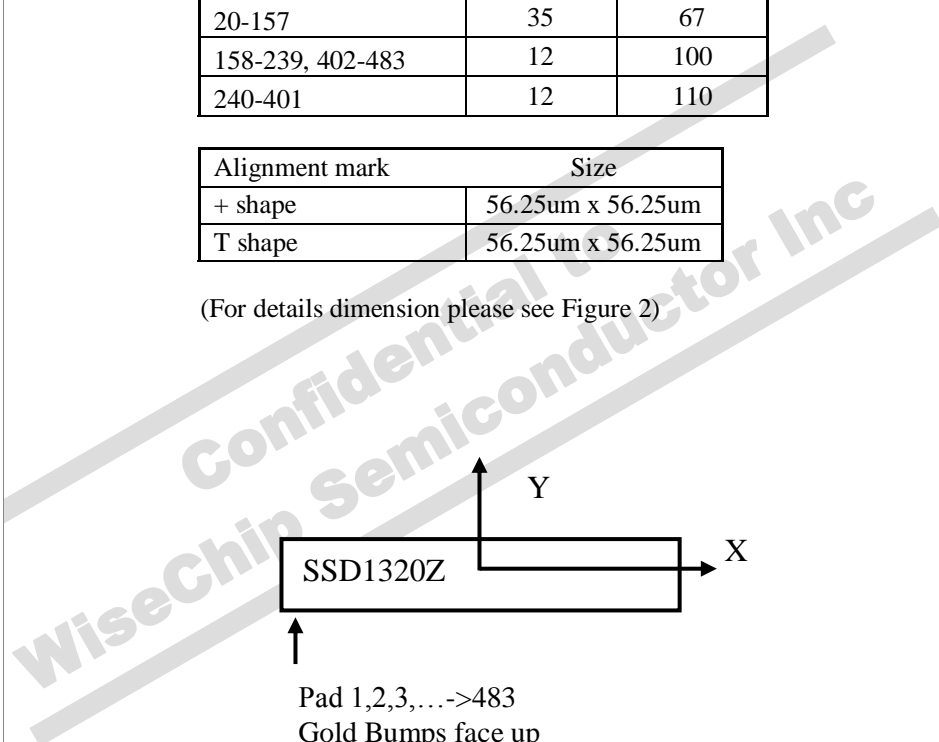 20-157 35 67
158-239, 402-483 12 100
240-401 12 110
Alignment mark Size
+ shape 56.25um x 56.25um
T shape 56.25um x 56.25um
(For details dimension please see Figure 2)
Confidential to
WiseChip Semiconductor Inc
Y
X
SSD1320Z
Pad 1,2,3,…->483
Gold Bumps face up